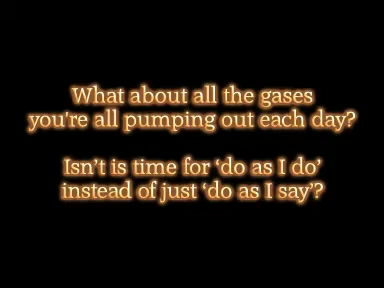 What about all the gases
you're all pumping out each day?
Isn't is time for ‘do as I do’
instead of just ‘do as I say’?